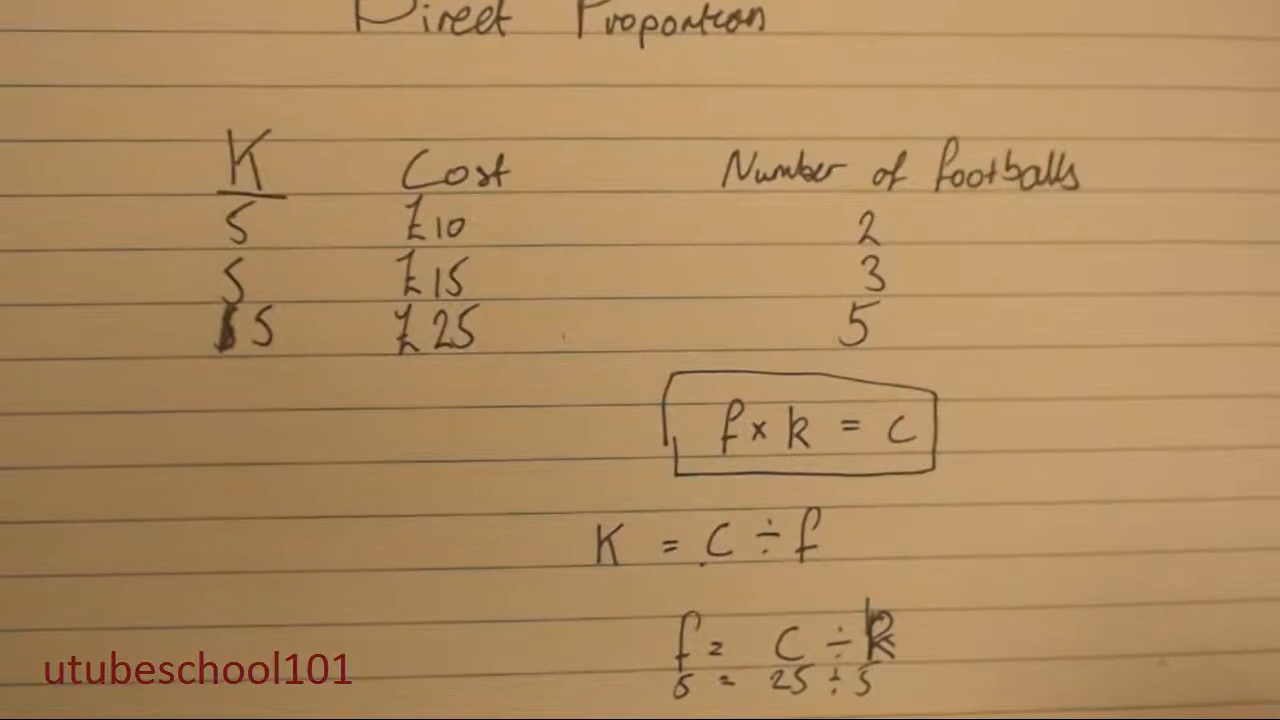 Direct Proportion
K Cost Number of footballs
5 £10 2
5 £15 3
5 £25 5
f × k = c
K = C ÷ f
f = C ÷ k
5 = 25 ÷ 5
utubeschool101